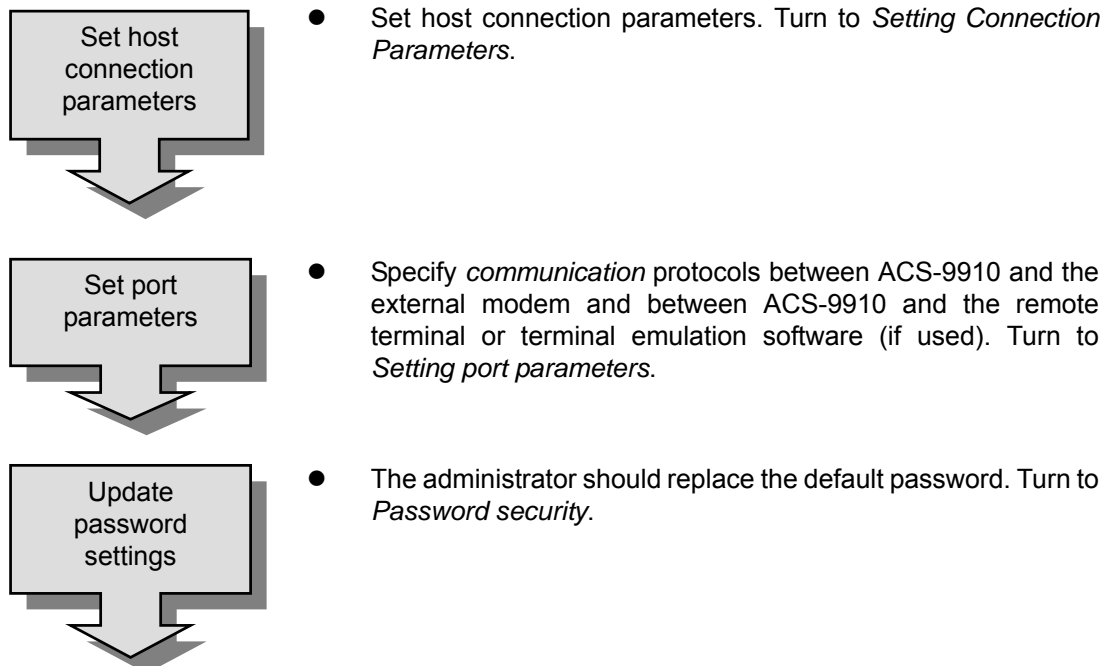 Set host
connection
parameters
● Set host connection parameters. Turn to Setting Connection
Parameters.
Set port
parameters
● Specify communication protocols between ACS-9910 and the
external modem and between ACS-9910 and the remote
terminal or terminal emulation software (if used). Turn to
Setting port parameters.
Update
password
settings
● The administrator should replace the default password. Turn to
Password security.